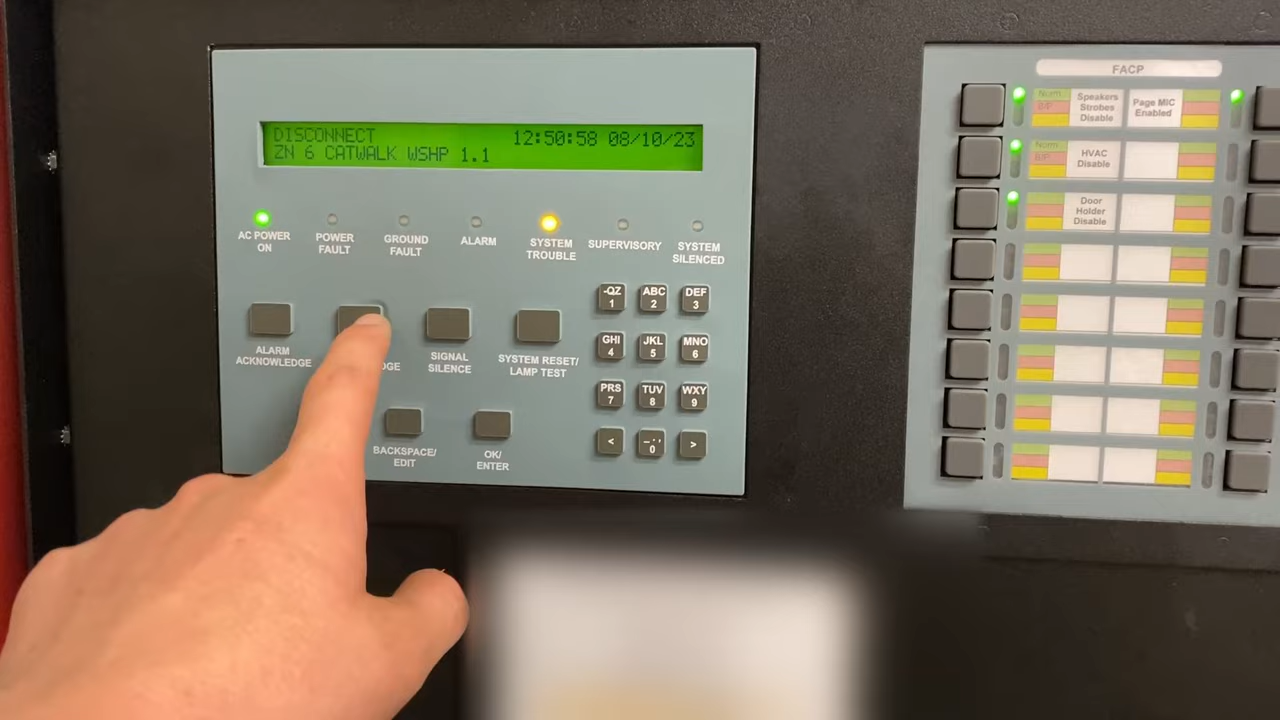 DISCONNECT 12:50:58 08/10/23
ZN 6 CATWALK WSHP 1.1
AC POWER
ON
POWER
FAULT
GROUND
FAULT
ALARM
SYSTEM
TROUBLE
SUPERVISORY
SYSTEM
SILENCED
ALARM
ACKNOWLEDGE
DGE
SIGNAL
SILENCE
SYSTEM RESET/
LAMP TEST
BACKSPACE/
EDIT
OK/
ENTER
-QZ
1
ABC
2
DEF
3
GHI
4
JKL
5
MNO
6
PRS
7
TUV
8
WXY
9
<
0
>
FACP
Norm
Speakers
Strobes
Disable
Page MIC
Enabled
Norm
HVAC
Disable
Door
Holder
Disable